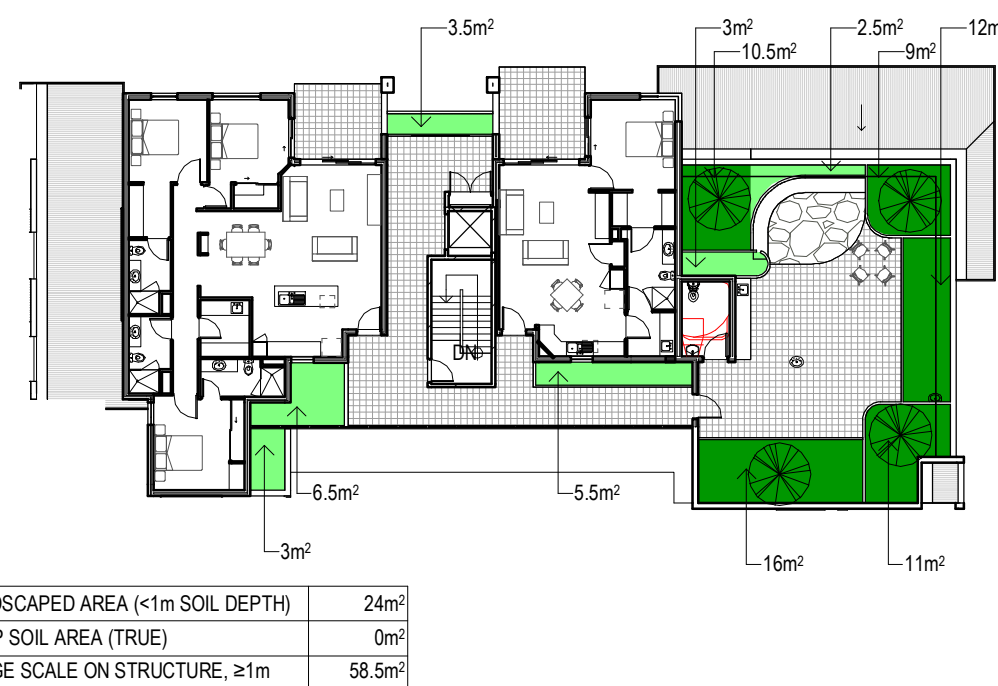 3.5m²
3m²
2.5m²
12m
10.5m²
9m²
DN
6.5m²
5.5m²
3m²
16m²
11m²
DSCAPED AREA (<1m SOIL DEPTH) 24m²
P SOIL AREA (TRUE) 0m²
GE SCALE ON STRUCTURE, ≥1m 58.5m²